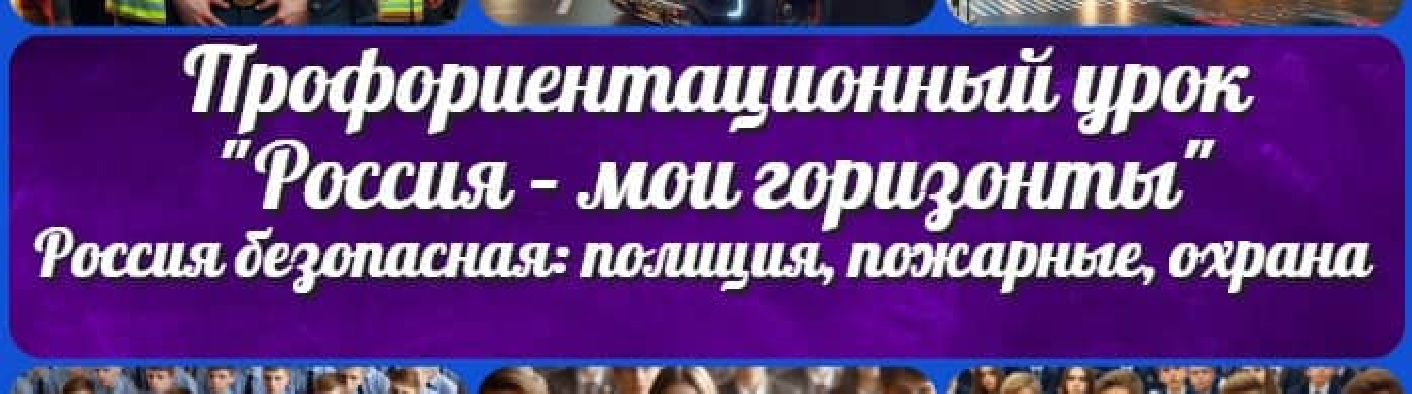 Профориентационный урок
"Россия – мои горизонты"
Россия безопасная: полиция, пожарные, охрана